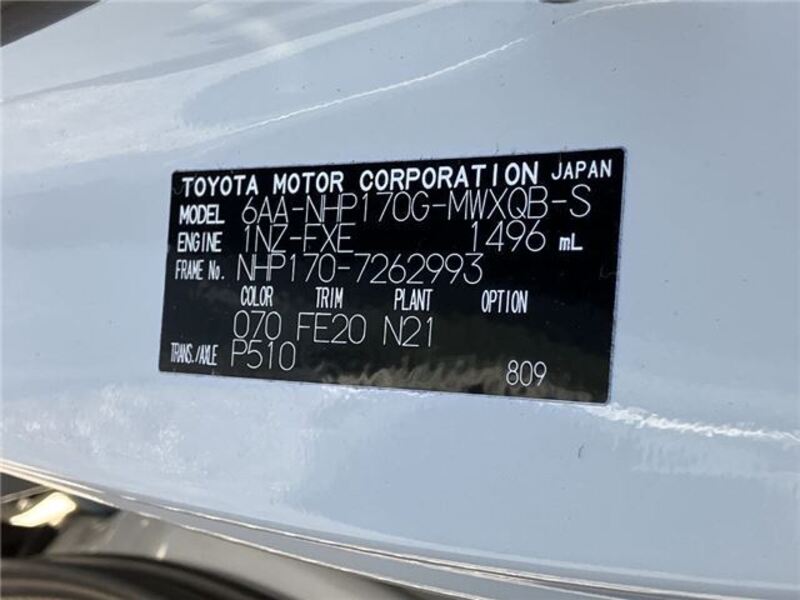 TOYOTA MOTOR CORPORATION JAPAN
MODEL 6AA-NHP170G-MWXQB-S
ENGINE 1NZ-FXE 1496 mL
FRAME No. NHP170-7262993
COLOR TRIM PLANT OPTION
070 FE20 N21
TRANS./AXLE P510
809